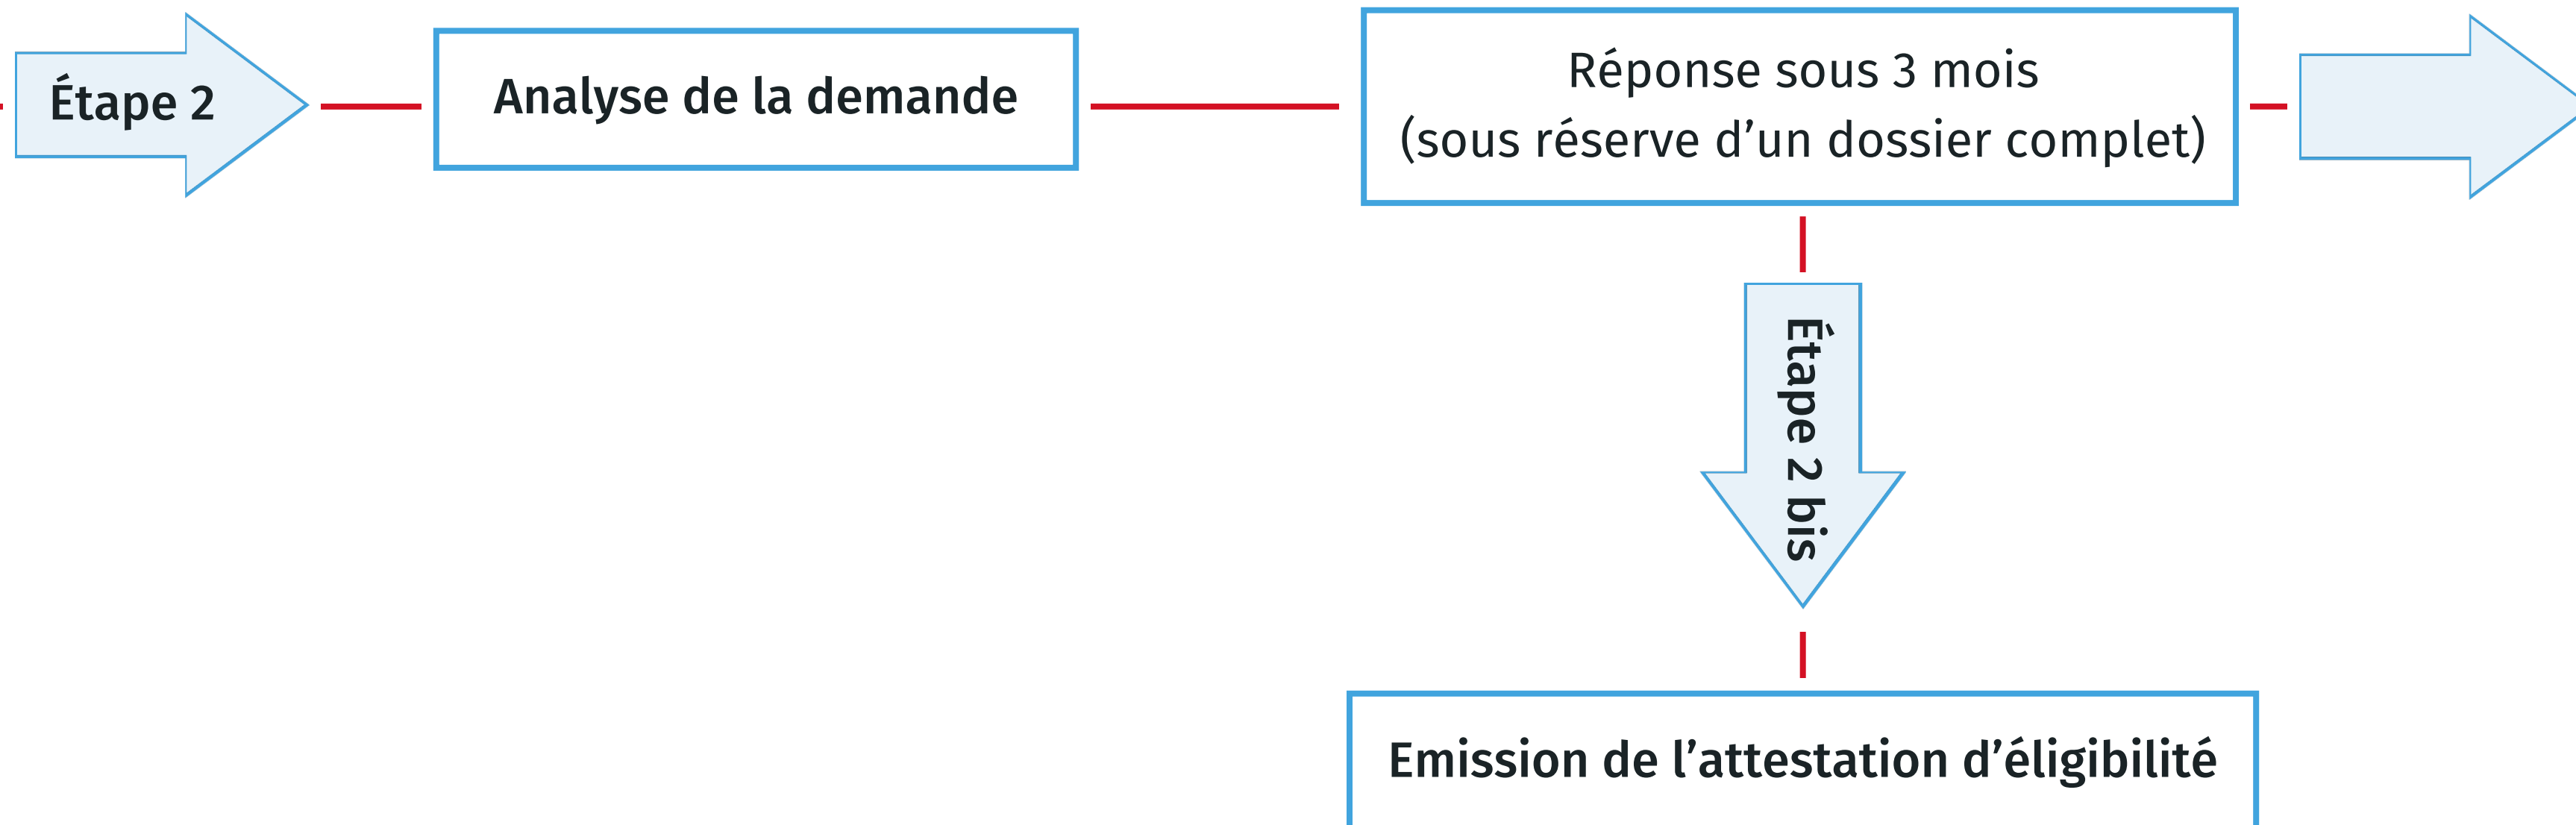 Étape 2
Analyse de la demande
Réponse sous 3 mois
(sous réserve d’un dossier complet)
Étape 2 bis
Emission de l’attestation d’éligibilité